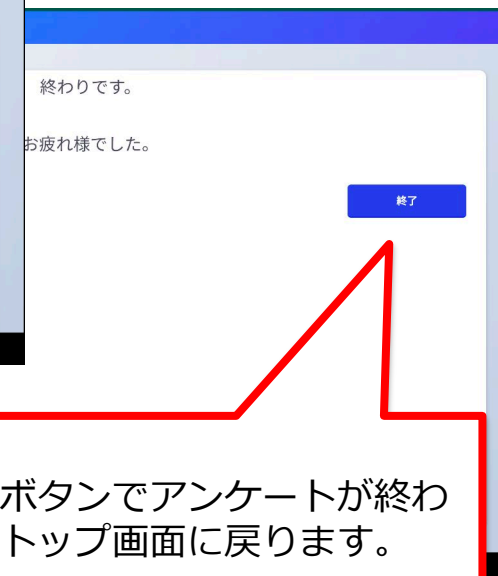 終わりです。
お疲れ様でした。
終了
ボタンでアンケートが終わ
トップ画面に戻ります。